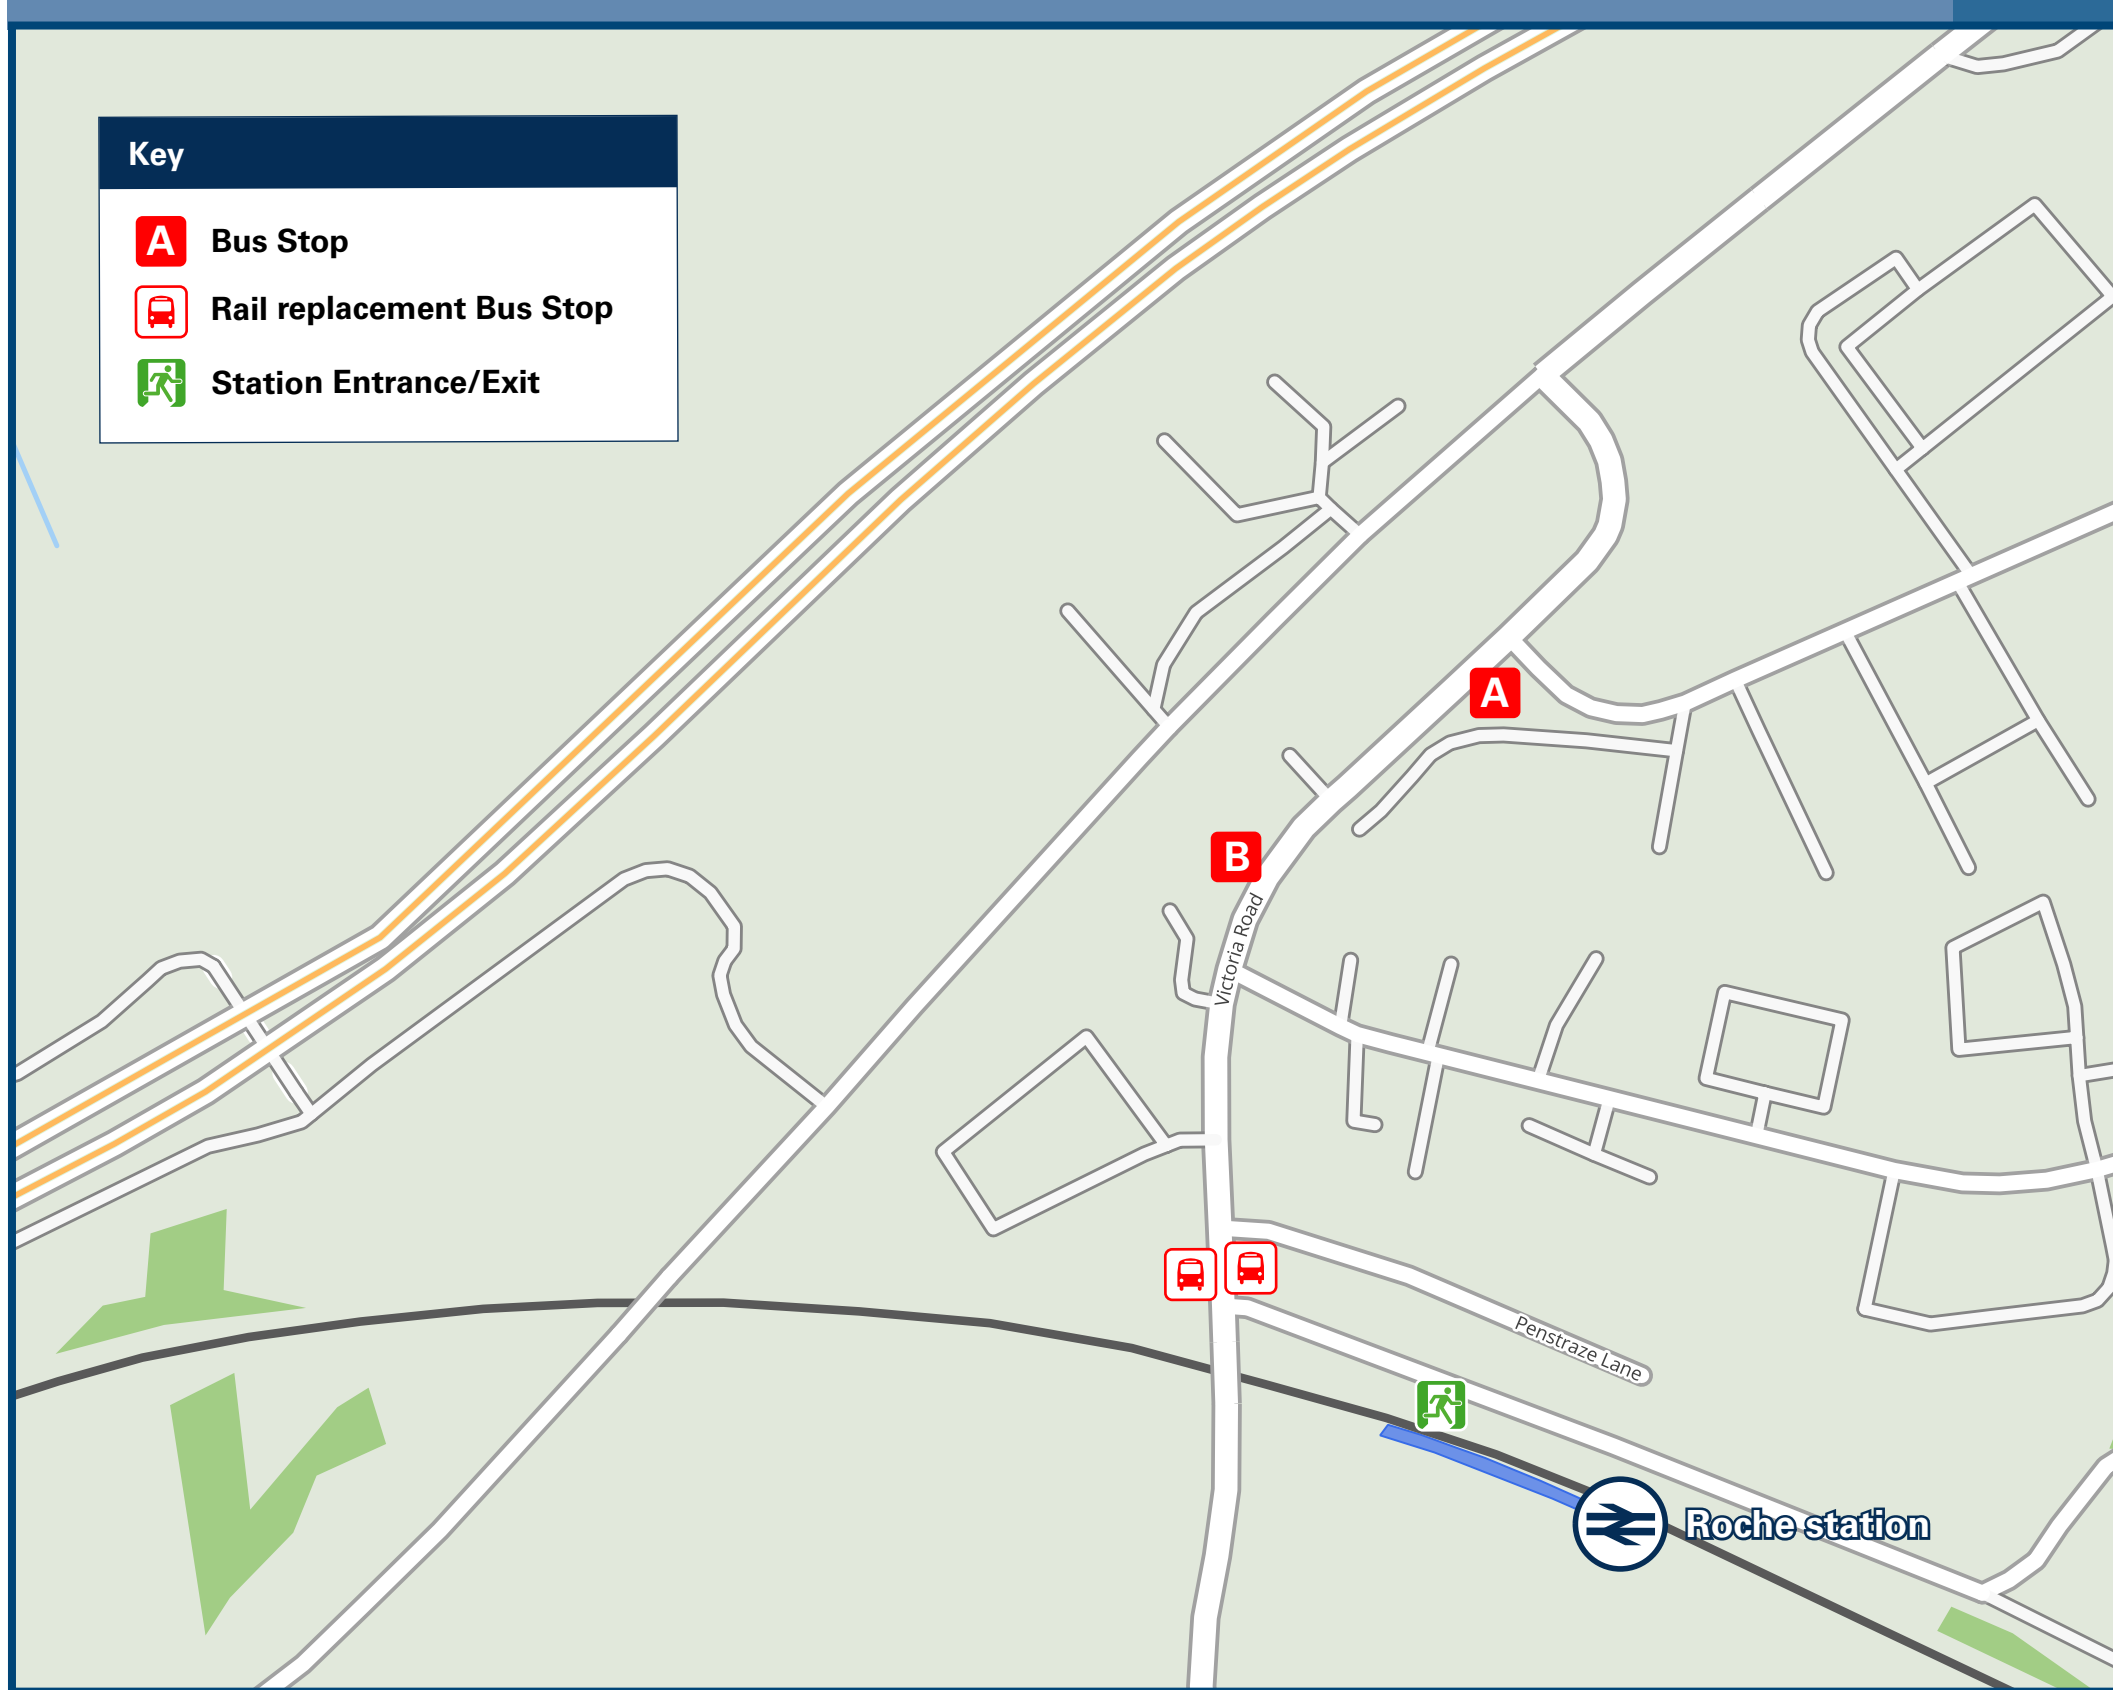 Key
A Bus Stop
Rail replacement Bus Stop
Station Entrance/Exit
A
B
Victoria Road
Penstraze Lane
Roche station